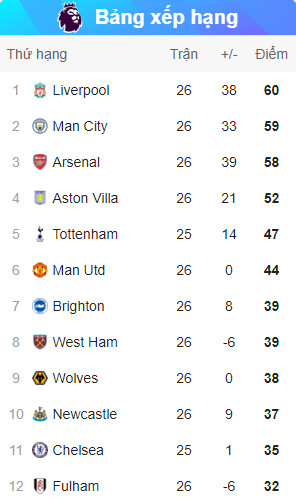 Bảng xếp hạng
Thứ hạng Trận +/- Điểm
1 Liverpool 26 38 60
2 Man City 26 33 59
3 Arsenal 26 39 58
4 Aston Villa 26 21 52
5 Tottenham 25 14 47
6 Man Utd 26 0 44
7 Brighton 26 8 39
8 West Ham 26 -6 39
9 Wolves 26 0 38
10 Newcastle 26 9 37
11 Chelsea 25 1 35
12 Fulham 26 -6 32